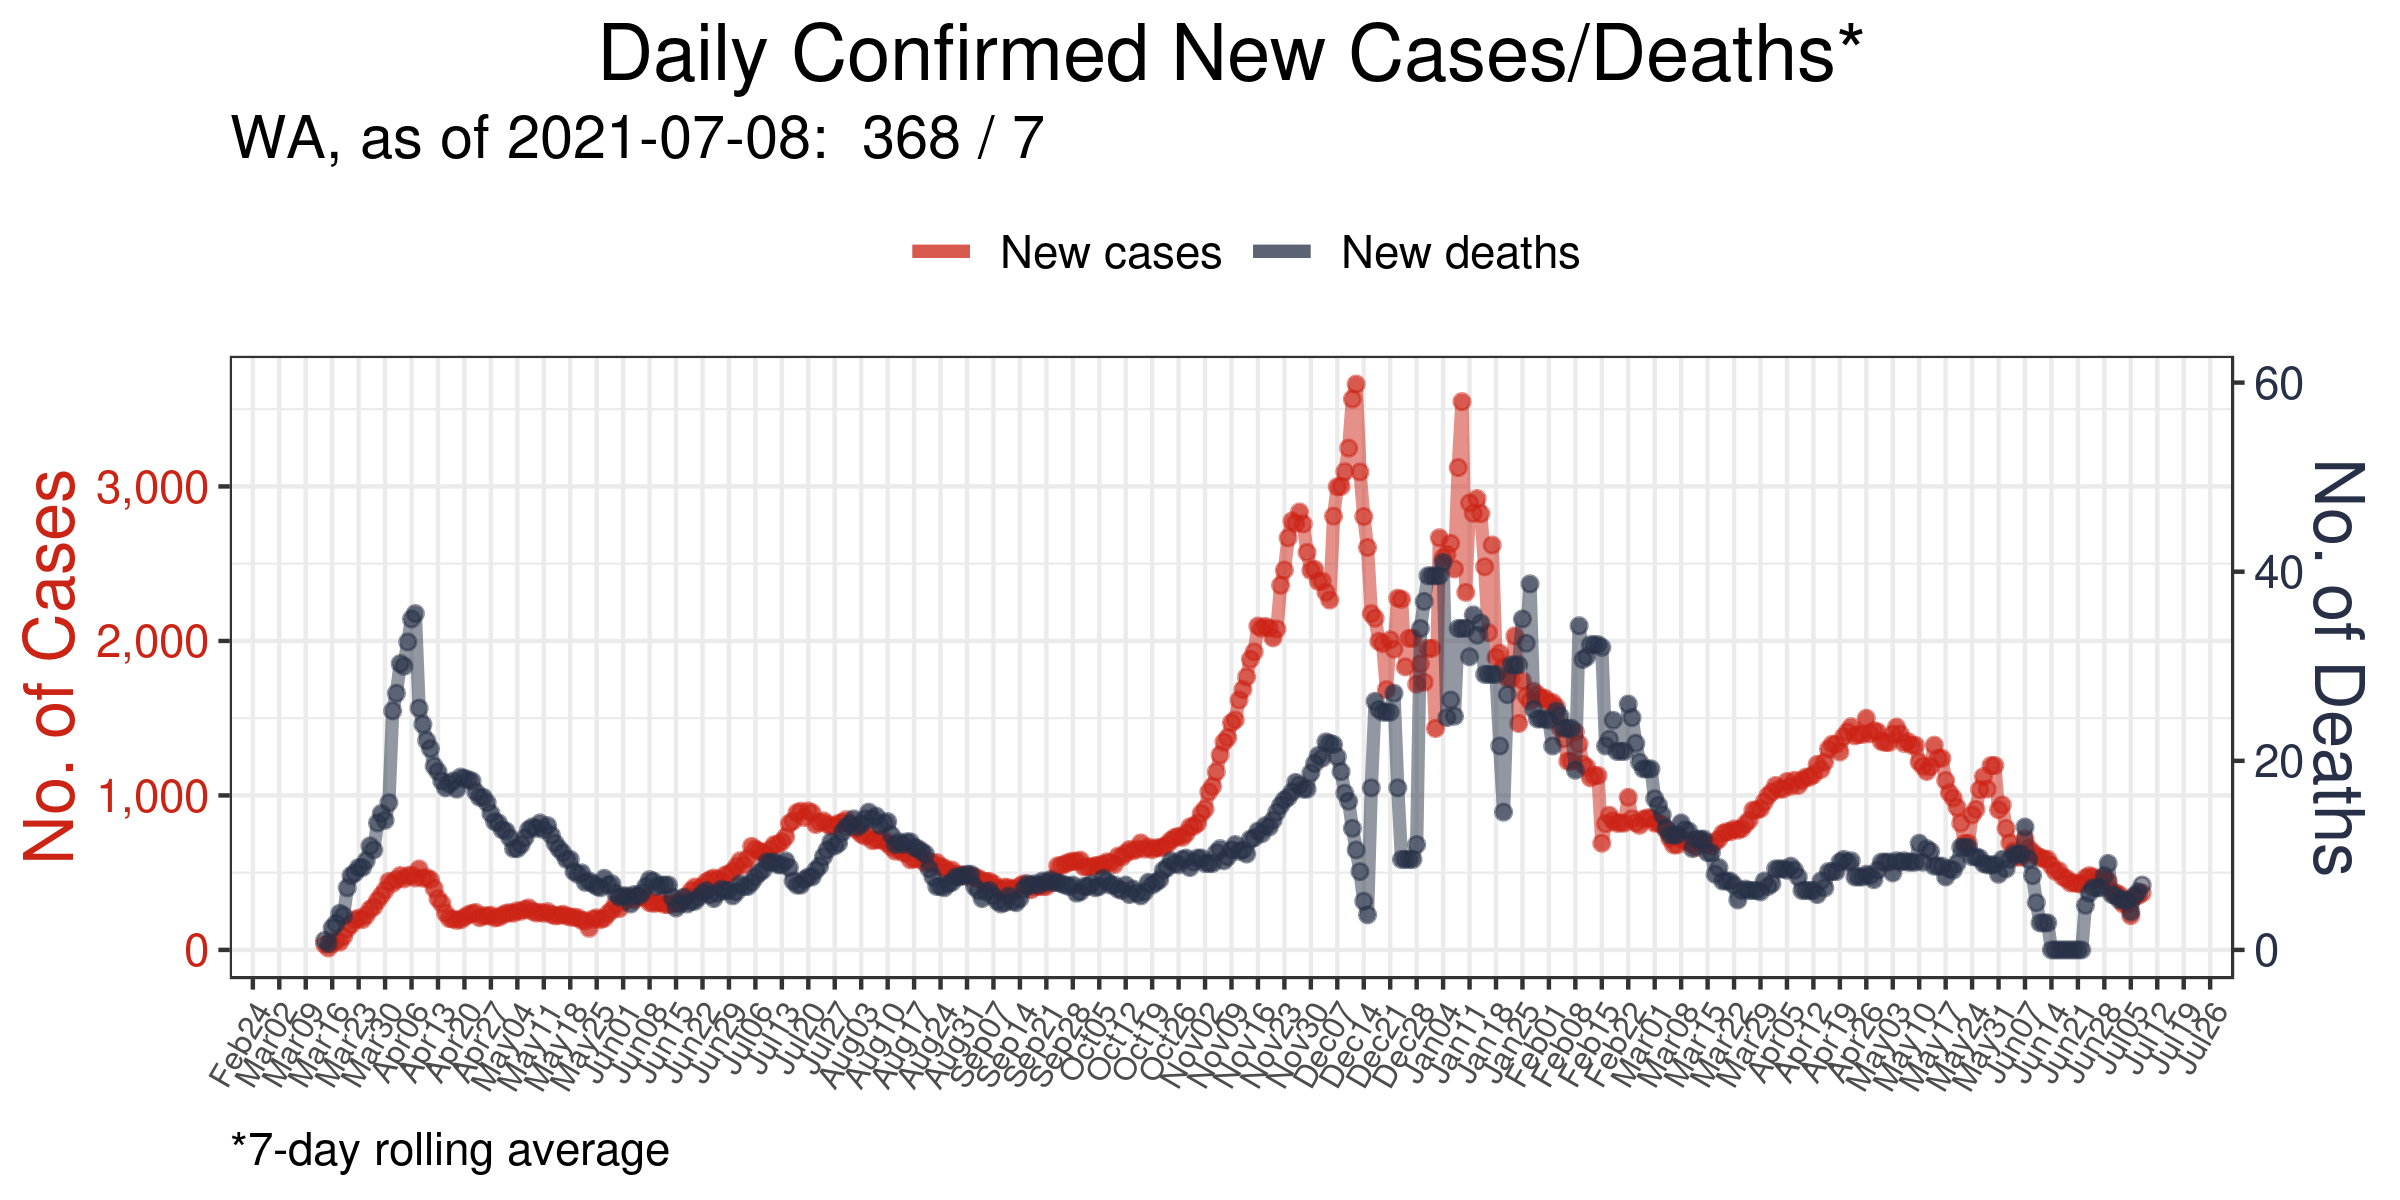 Daily Confirmed New Cases/Deaths*
WA, as of 2021-07-08:  368 / 7
New cases
New deaths
No. of Cases
3,000
2,000
1,000
0
60
40
20
0
No. of Deaths
Feb24
Mar02
Mar09
Mar16
Mar23
Mar30
Apr06
Apr13
Apr20
Apr27
May04
May11
May18
May25
Jun01
Jun08
Jun15
Jun22
Jun29
Jul06
Jul13
Jul20
Jul27
Aug03
Aug10
Aug17
Aug24
Aug31
Sep07
Sep14
Sep21
Sep28
Oct05
Oct12
Oct19
Oct26
Nov02
Nov09
Nov16
Nov23
Nov30
Dec07
Dec14
Dec21
Dec28
Jan04
Jan11
Jan18
Jan25
Feb01
Feb08
Feb15
Feb22
Mar01
Mar08
Mar15
Mar22
Mar29
Apr05
Apr12
Apr19
Apr26
May03
May10
May17
May24
May31
Jun07
Jun14
Jun21
Jun28
Jul05
Jul12
Jul19
Jul26
*7-day rolling average